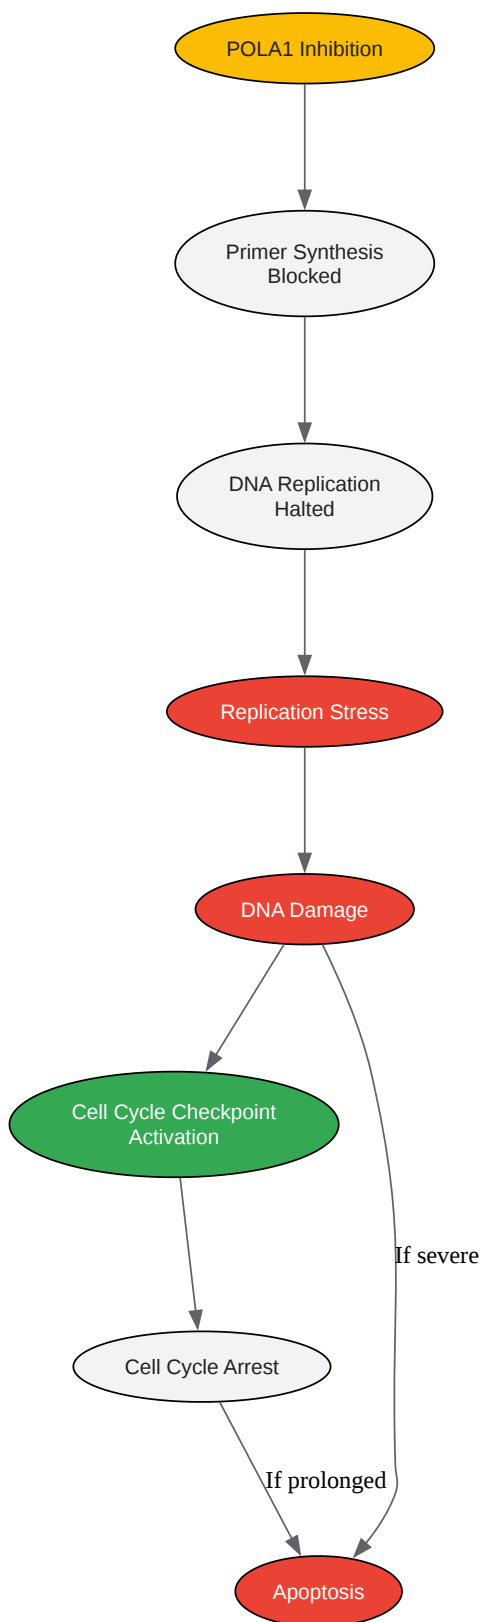 POLA1 Inhibition
Primer Synthesis
Blocked
DNA Replication
Halted
Replication Stress
DNA Damage
Cell Cycle Checkpoint
Activation
If severe
Cell Cycle Arrest
If prolonged
Apoptosis